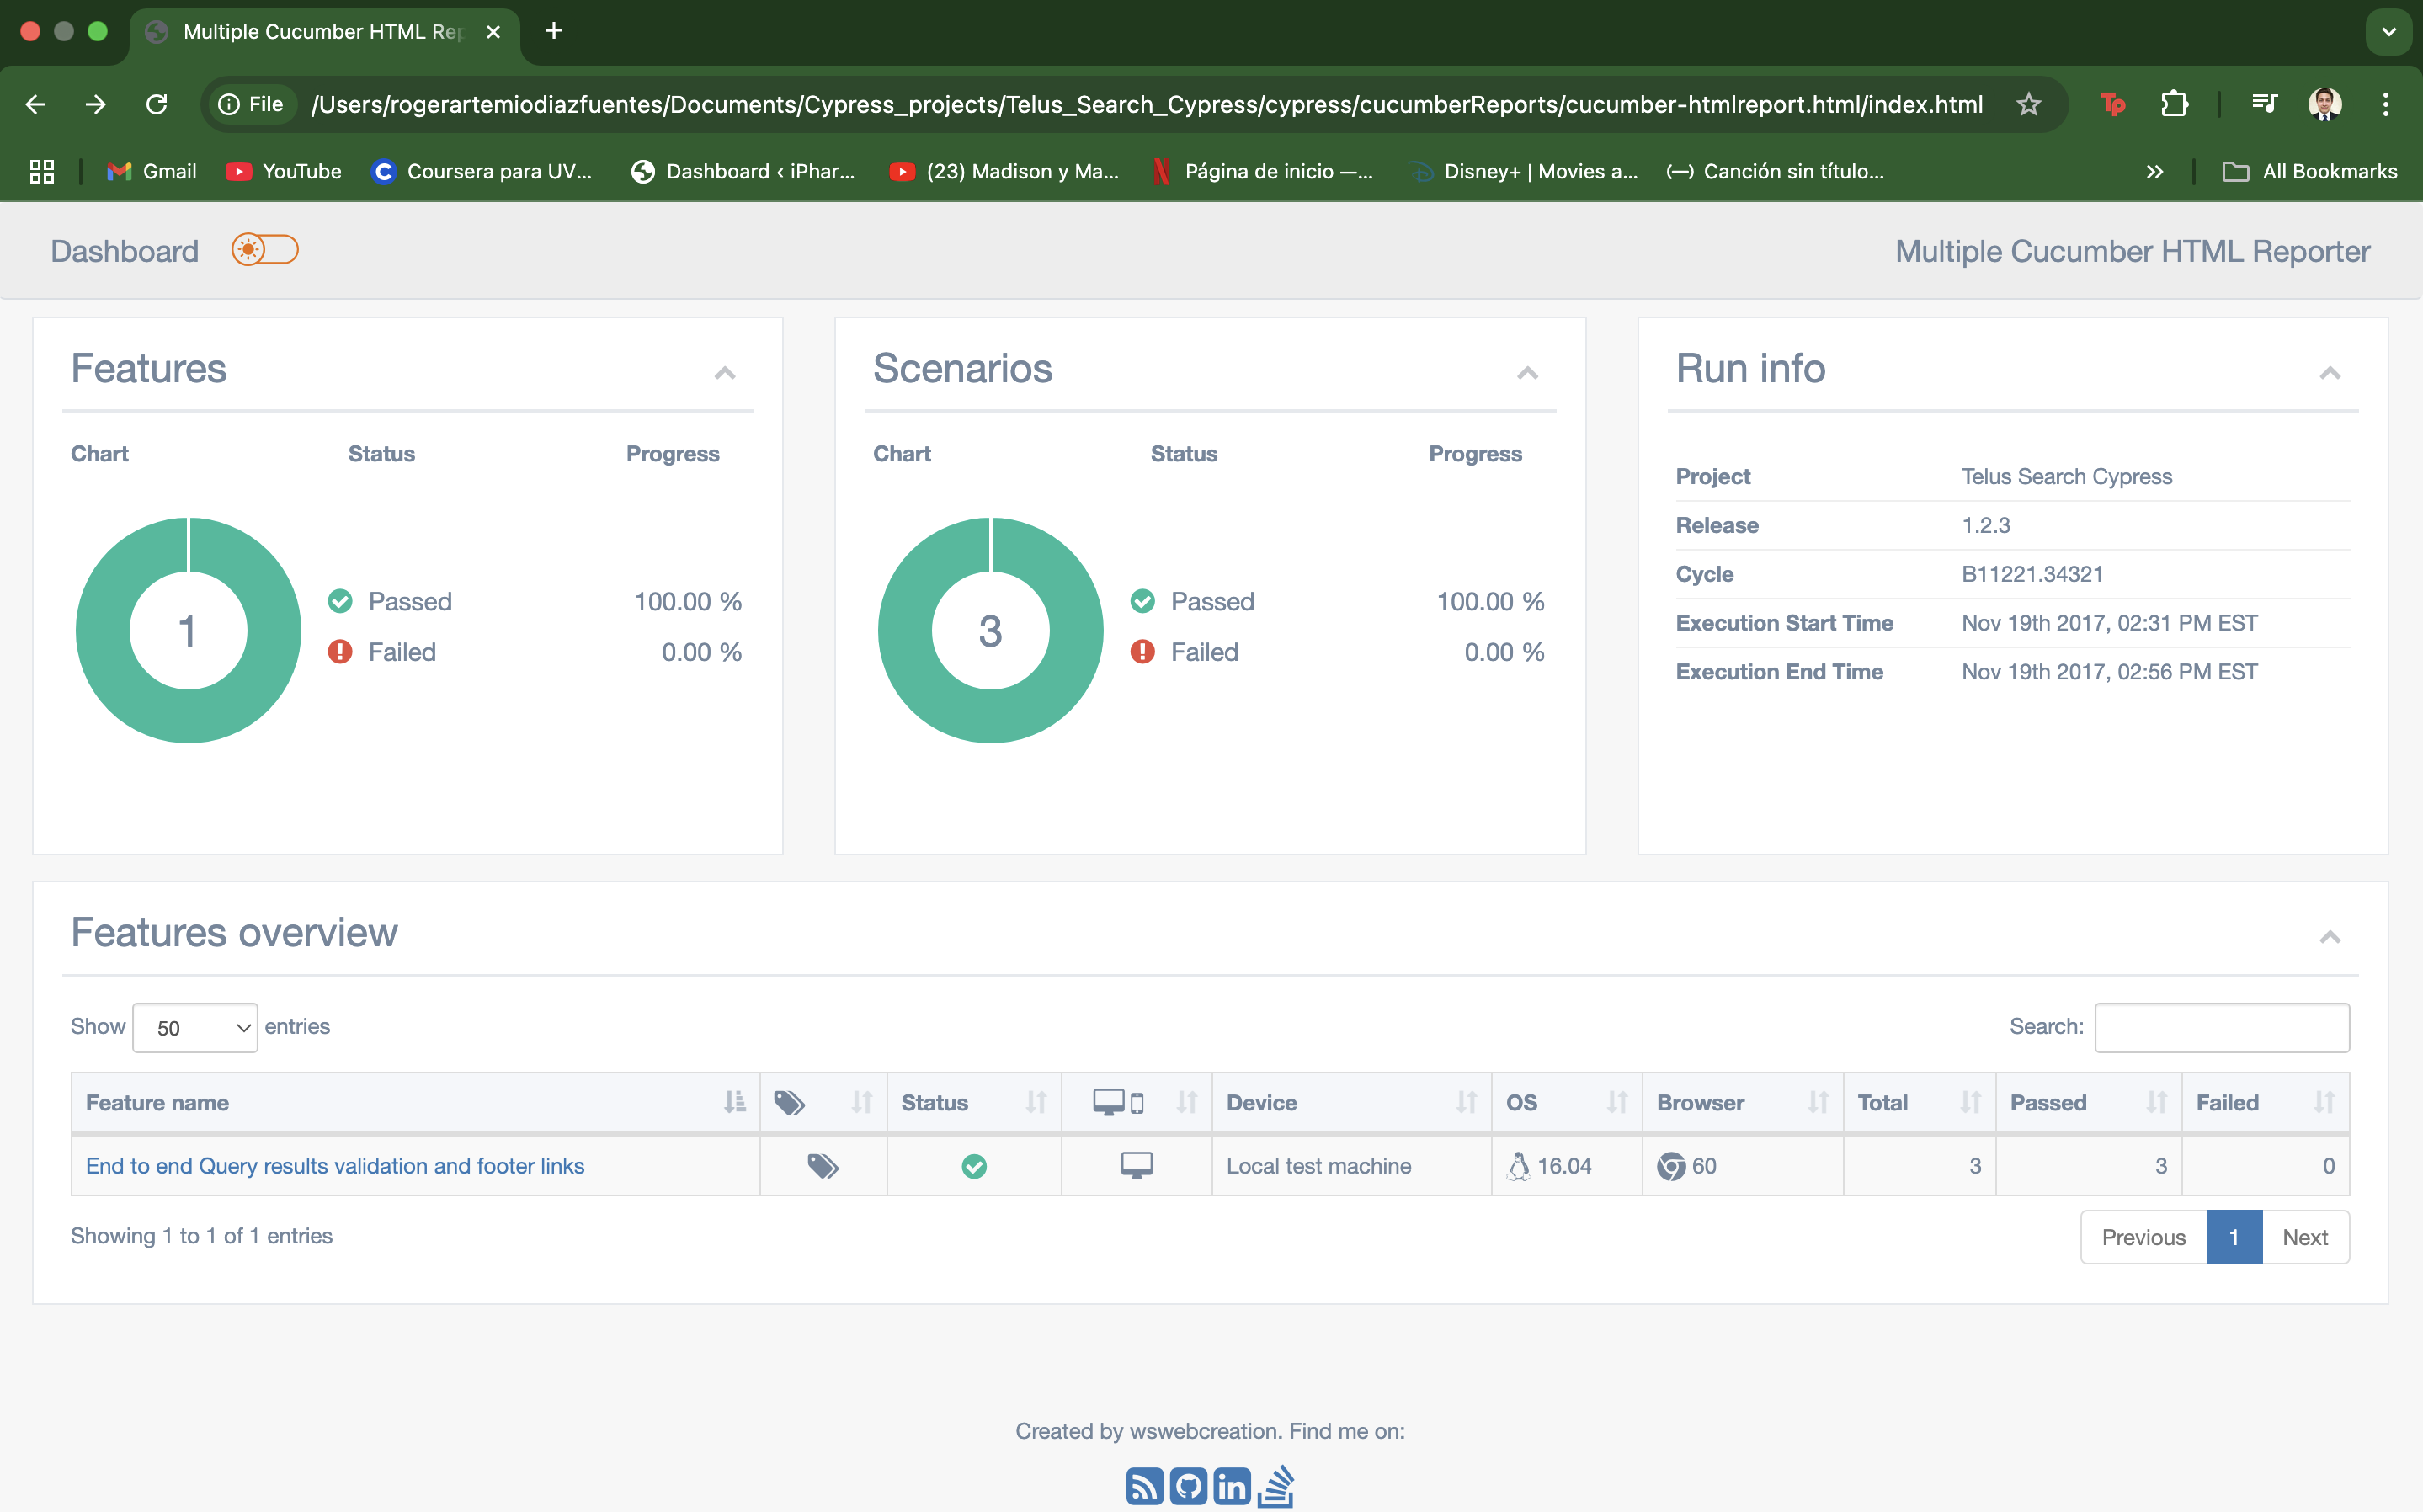 Multiple Cucumber HTML Rep
File /Users/rogerartemiodiazfuentes/Documents/Cypress_projects/Telus_Search_Cypress/cypress/cucumberReports/cucumber-htmlreport.html/index.html
Gmail YouTube Coursera para UV... Dashboard ‹ iPhar... (23) Madison y Ma... Página de inicio —... Disney+ | Movies a... Canción sin título... All Bookmarks
Dashboard Multiple Cucumber HTML Reporter
Features
Chart Status Progress
1
Passed 100.00 %
Failed 0.00 %
Scenarios
Chart Status Progress
3
Passed 100.00 %
Failed 0.00 %
Run info
Project Telus Search Cypress
Release 1.2.3
Cycle B11221.34321
Execution Start Time Nov 19th 2017, 02:31 PM EST
Execution End Time Nov 19th 2017, 02:56 PM EST
Features overview
Show 50 entries Search:
Feature name Status Device OS Browser Total Passed Failed
End to end Query results validation and footer links Local test machine 16.04 60 3 3 0
Showing 1 to 1 of 1 entries Previous 1 Next
Created by wswebcreation. Find me on:
in